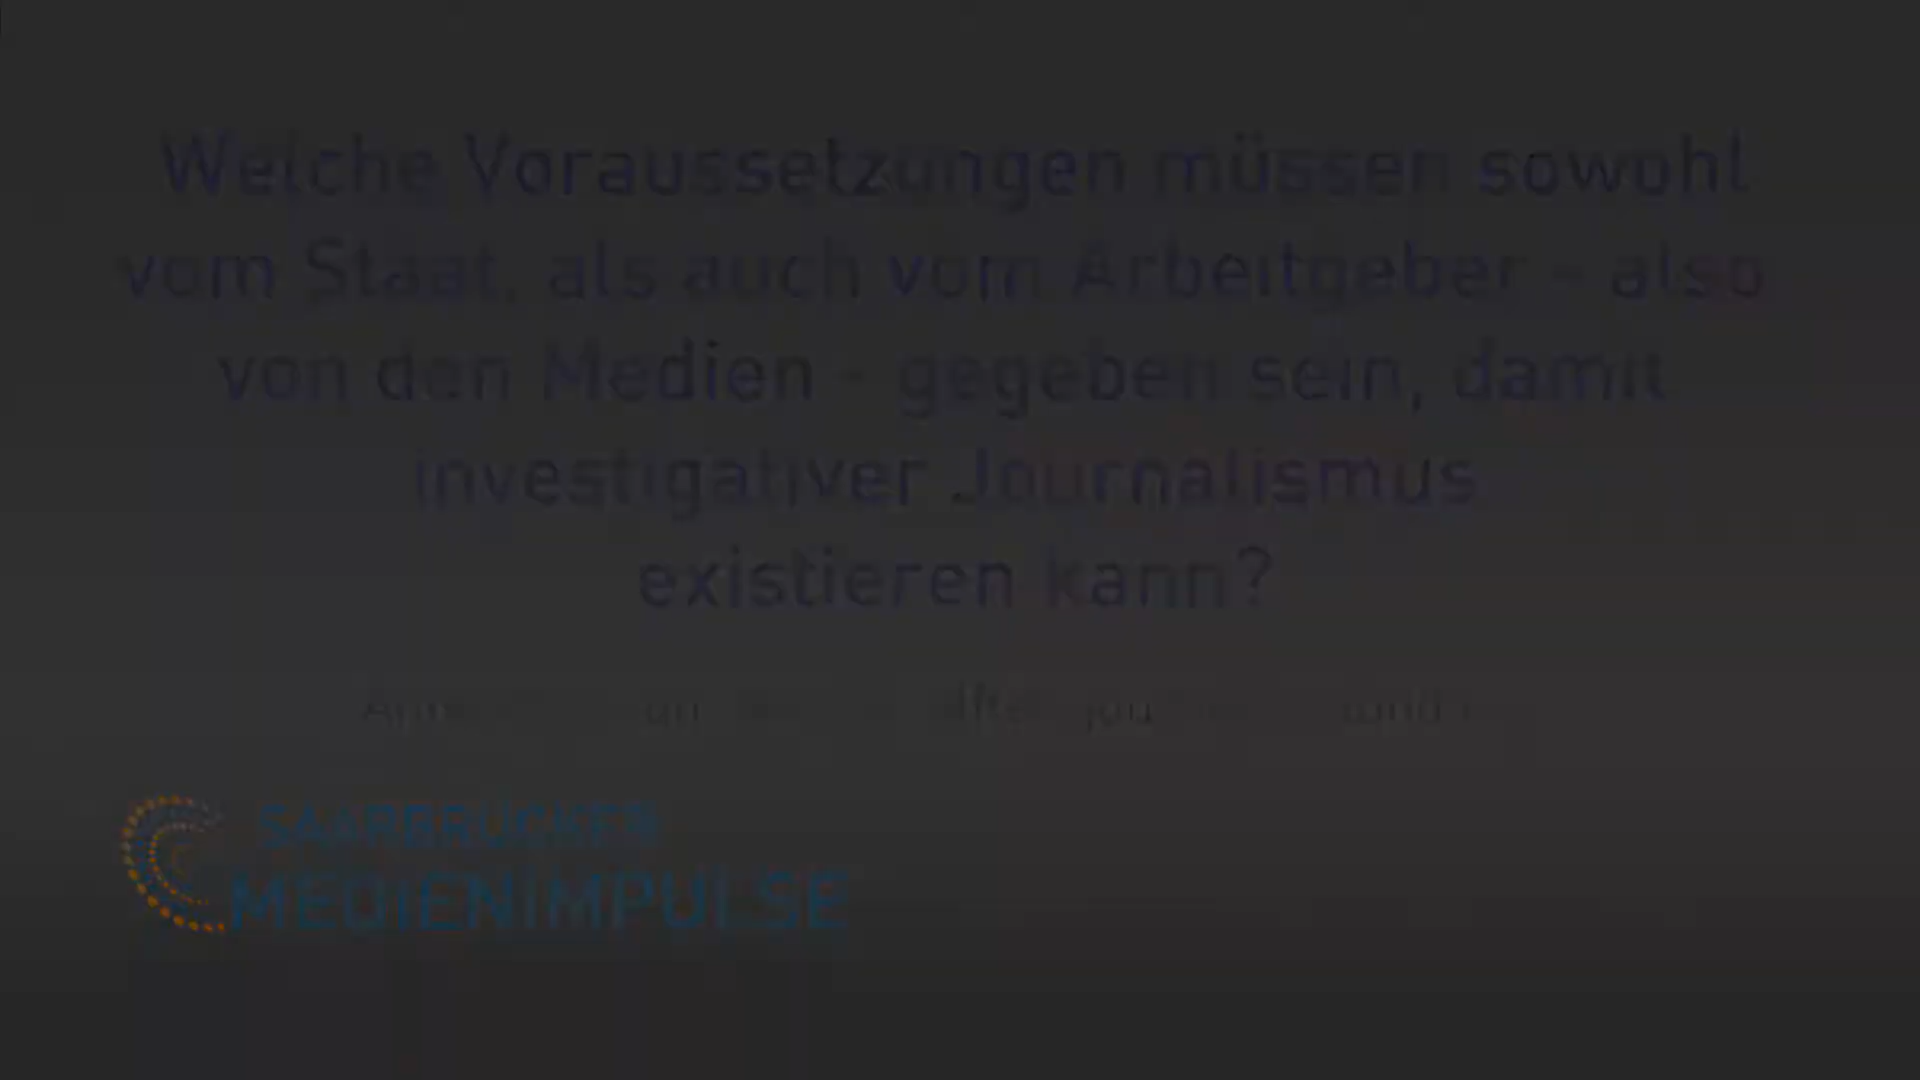 Welche Voraussetzungen müssen sowohl
vom Staat, als auch vom Arbeitgeber - also
von den Medien - gegeben sein, damit
investigativer Journalismus
existieren kann?
SAARBRÜCKER
MEDIENIMPULSE